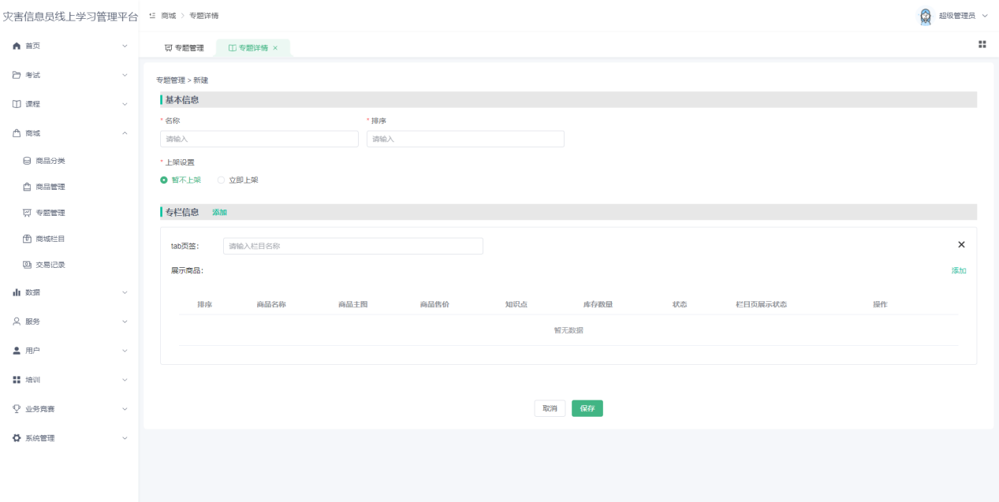 灾害信息员线上学习管理平台
商城 > 专题详情
超级管理员
首页
考试
课程
商城
商品分类
商品管理
专题管理
商城栏目
交易记录
数据
服务
用户
培训
业务竞赛
系统管理
专题管理 专题详情 ×
专题管理 > 新建
基本信息
* 名称 * 排序
请输入 请输入
* 上架设置
暂不上架 立即上架
专栏信息 添加
tab页签： 请输入栏目名称
展示商品： 添加
排序 商品名称 商品主图 商品售价 知识点 库存数量 状态 栏目页展示状态 操作
暂无数据
取消 保存